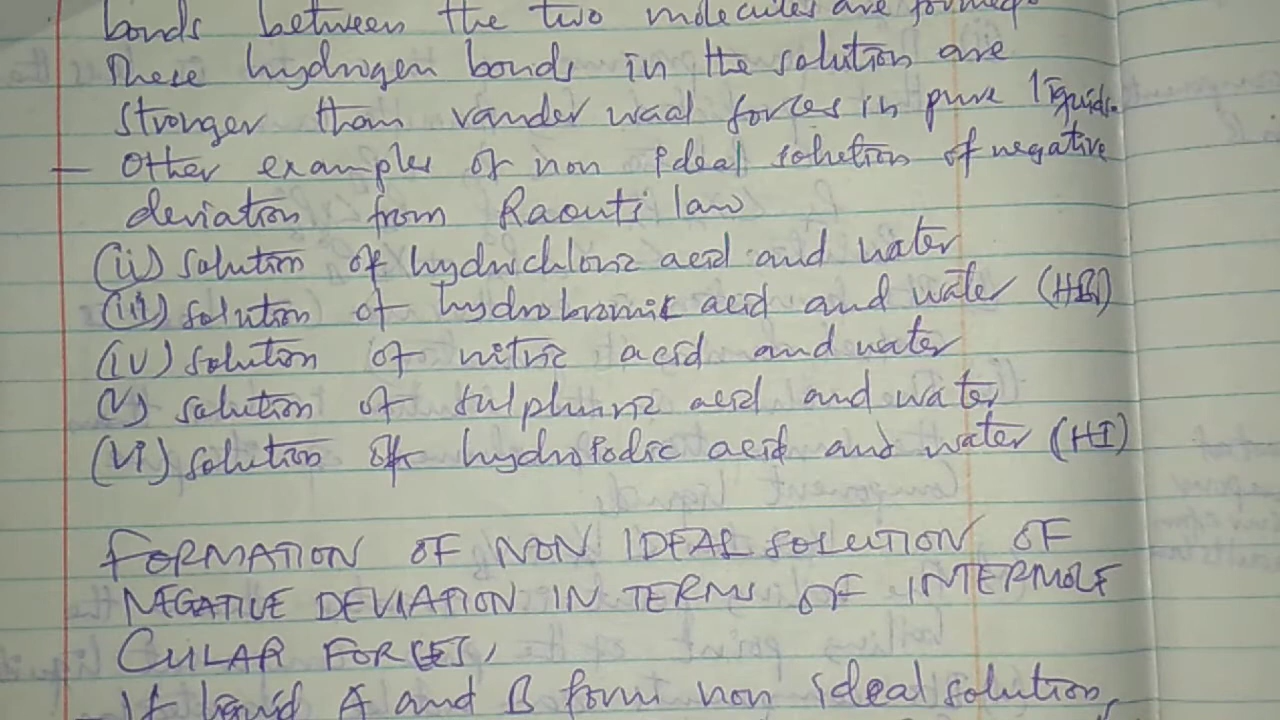 bonds between the two molecules are formed.
These hydrogen bonds in the solution are
stronger than vander waal forces in pure liquids.
— Other examples of non ideal solution of negative
deviation from Raoults law
(ii) solution of hydrochloric acid and water
(iii) solution of hydrobromic acid and water (HBr)
(iv) solution of nitric acid and water
(v) solution of sulphuric acid and water
(vi) solution of hydroiodic acid and water (HI)
FORMATION OF NON IDEAL SOLUTION OF
NEGATIVE DEVIATION IN TERMS OF INTERMOLE
CULAR FORCES,
- If liquid A and B form non ideal solution,